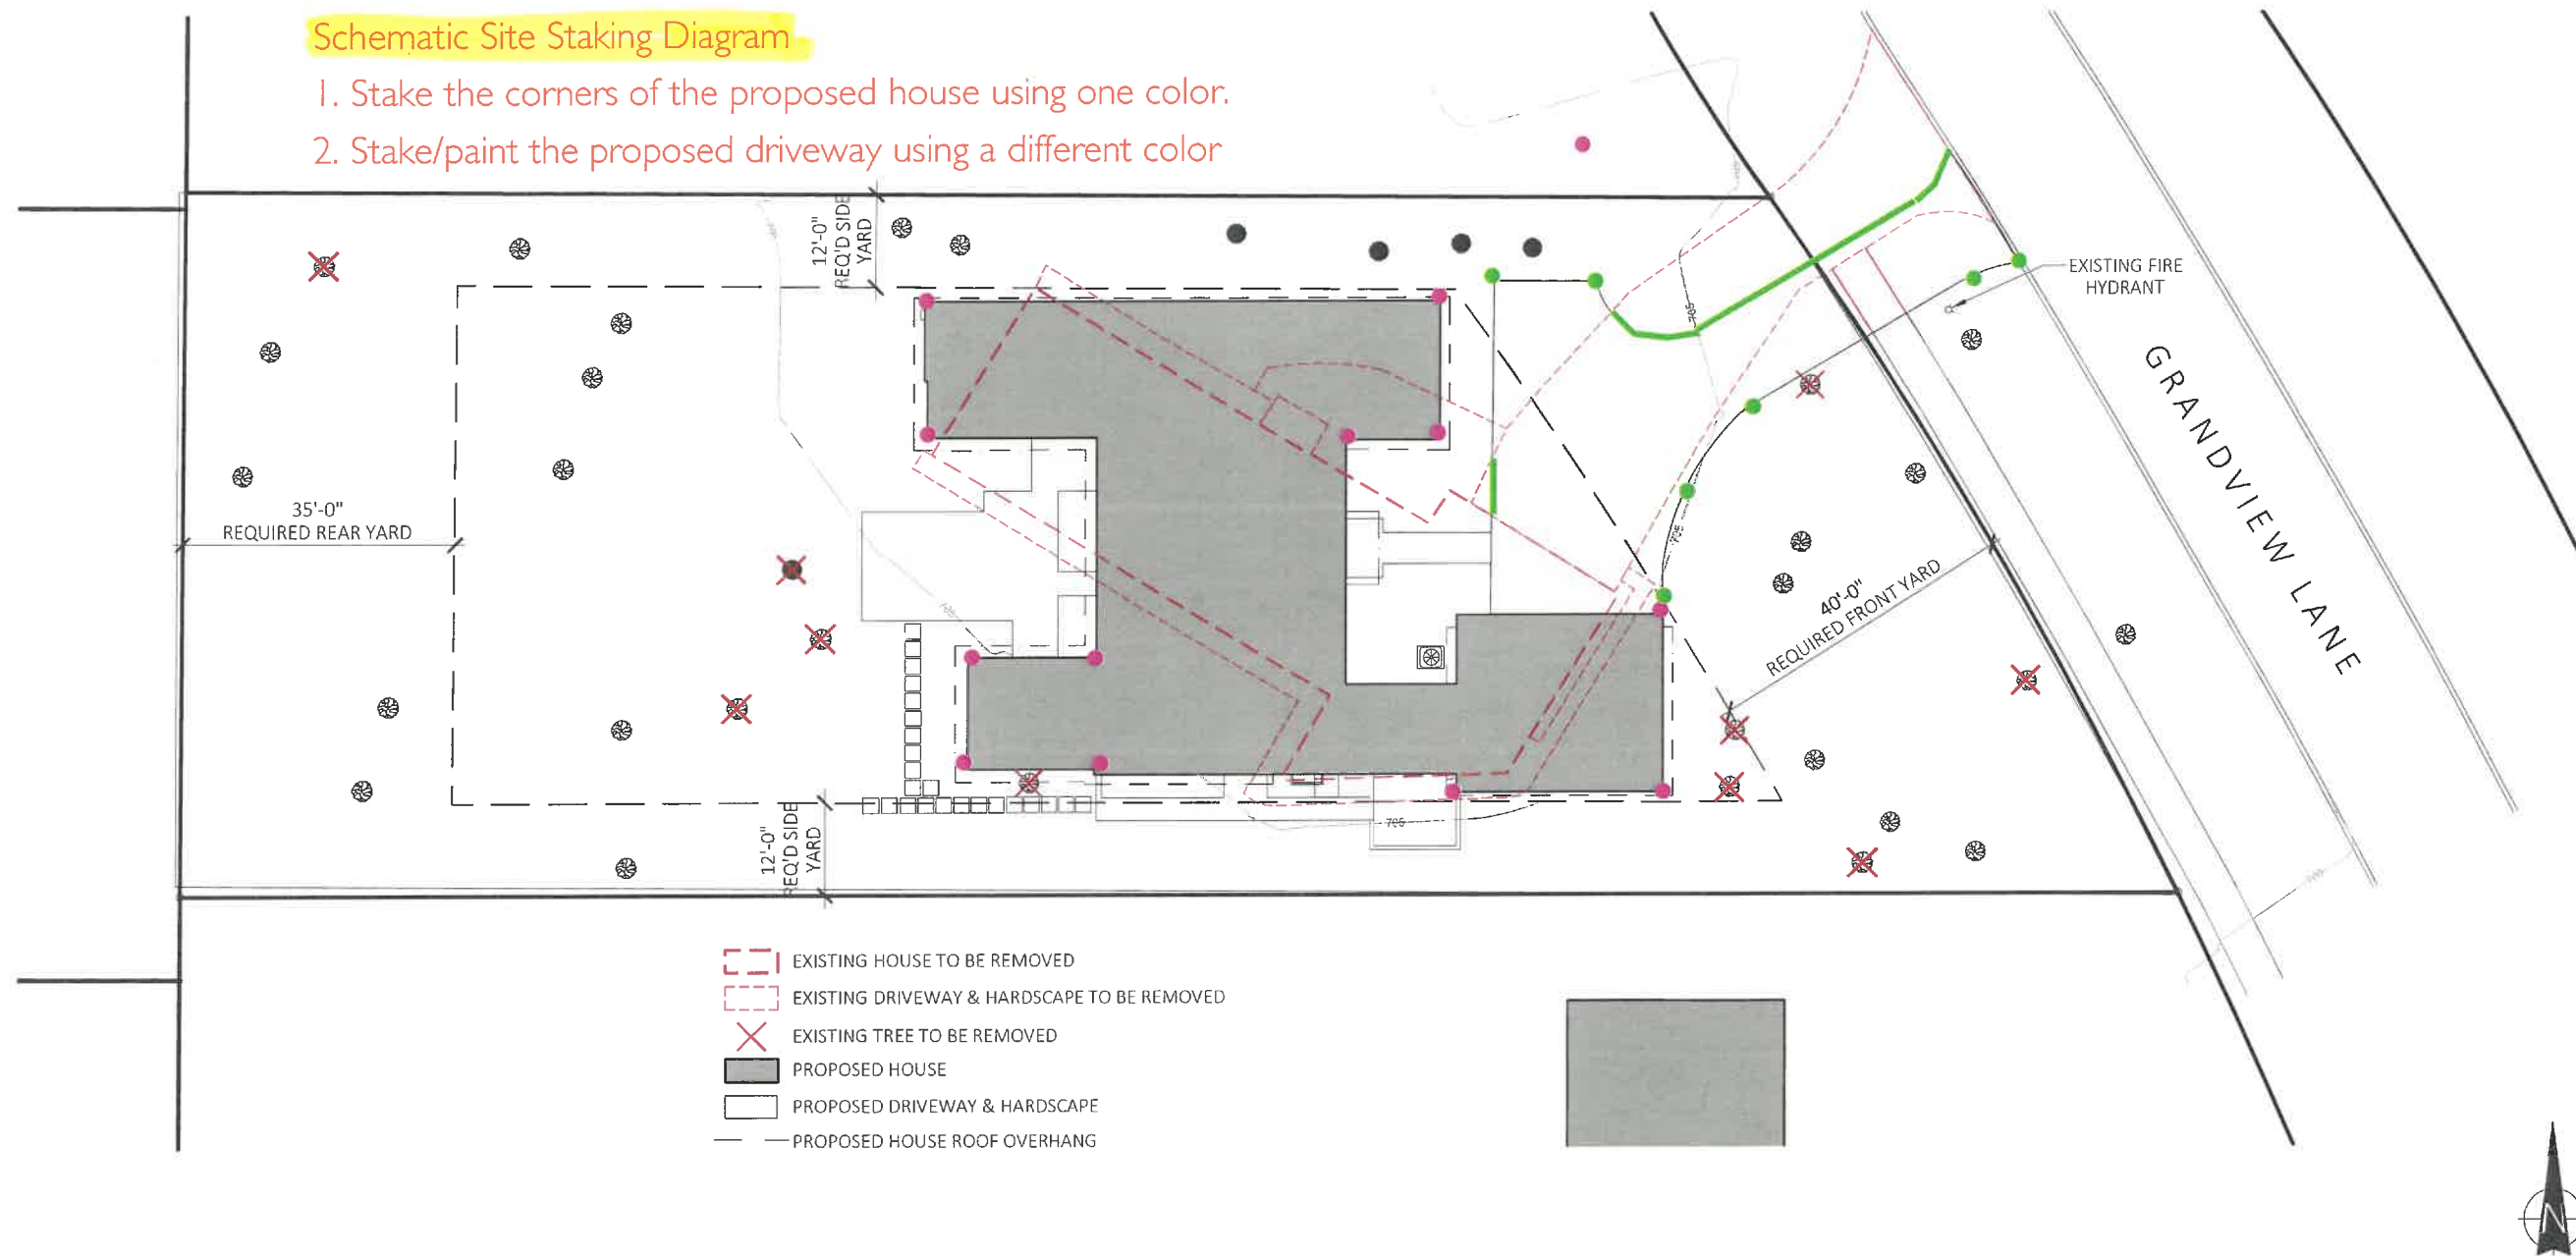 Schematic Site Staking Diagram
1. Stake the corners of the proposed house using one color.
2. Stake/paint the proposed driveway using a different color
12'-0"
REQ'D SIDE
YARD
EXISTING FIRE
HYDRANT
GRANDVIEW LANE
705
35'-0"
REQUIRED REAR YARD
705
40'-0"
REQUIRED FRONT YARD
12'-0"
REQ'D SIDE
YARD
705
EXISTING HOUSE TO BE REMOVED
EXISTING DRIVEWAY & HARDSCAPE TO BE REMOVED
EXISTING TREE TO BE REMOVED
PROPOSED HOUSE
PROPOSED DRIVEWAY & HARDSCAPE
PROPOSED HOUSE ROOF OVERHANG
N